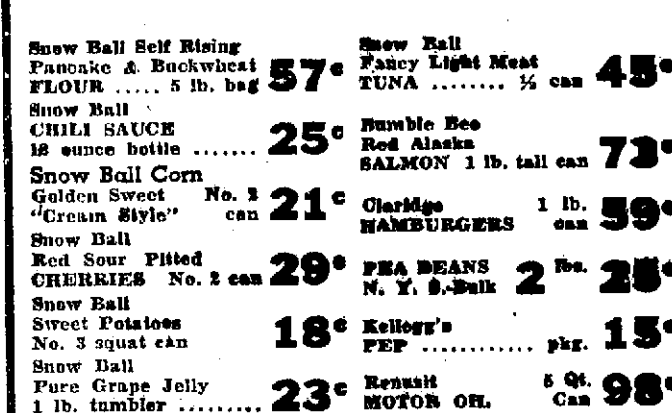 Snow Ball Self Rising
Pancake & Buckwheat
FLOUR ..... 5 lb. bag 57c
Snow Ball
CHILI SAUCE
12 ounce bottle ....... 25c
Snow Ball Corn
Golden Sweet No. 2
"Cream Style" can 21c
Snow Ball
Red Sour Pitted
CHERRIES No. 2 can 29c
Snow Ball
Sweet Potatoes
No. 3 squat can 18c
Snow Ball
Pure Grape Jelly
1 lb. tumbler ......... 23c
Snow Ball
Fancy Light Meat
TUNA ........ ½ can 45c
Bumble Bee
Red Alaska
SALMON 1 lb. tall can 73c
Claridge 1 lb.
HAMBURGERS can 59c
PEA BEANS 2 lbs.
N. Y. S.-Bulk 25c
Kellogg's
PEP ............ pkg. 15c
Renuzit 5 Qt.
MOTOR OIL Can 98c